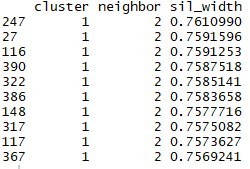 cluster neighbor sil_width
247 1 2 0.7610990
27 1 2 0.7591596
116 1 2 0.7591253
390 1 2 0.7587518
322 1 2 0.7585141
386 1 2 0.7583658
148 1 2 0.7577716
317 1 2 0.7575082
117 1 2 0.7573627
367 1 2 0.7569241